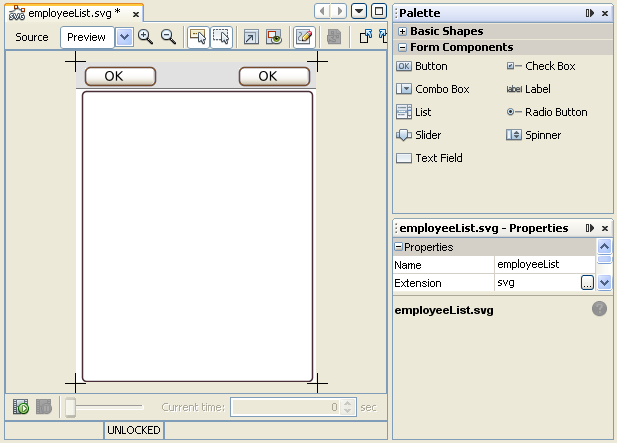 employeeList.svg *
Source Preview
OK OK
Current time: 0 sec
UNLOCKED
Palette
Basic Shapes
Form Components
Button Check Box
Combo Box Label
List Radio Button
Slider Spinner
Text Field
employeeList.svg - Properties
Properties
Name employeeList
Extension svg ...
employeeList.svg